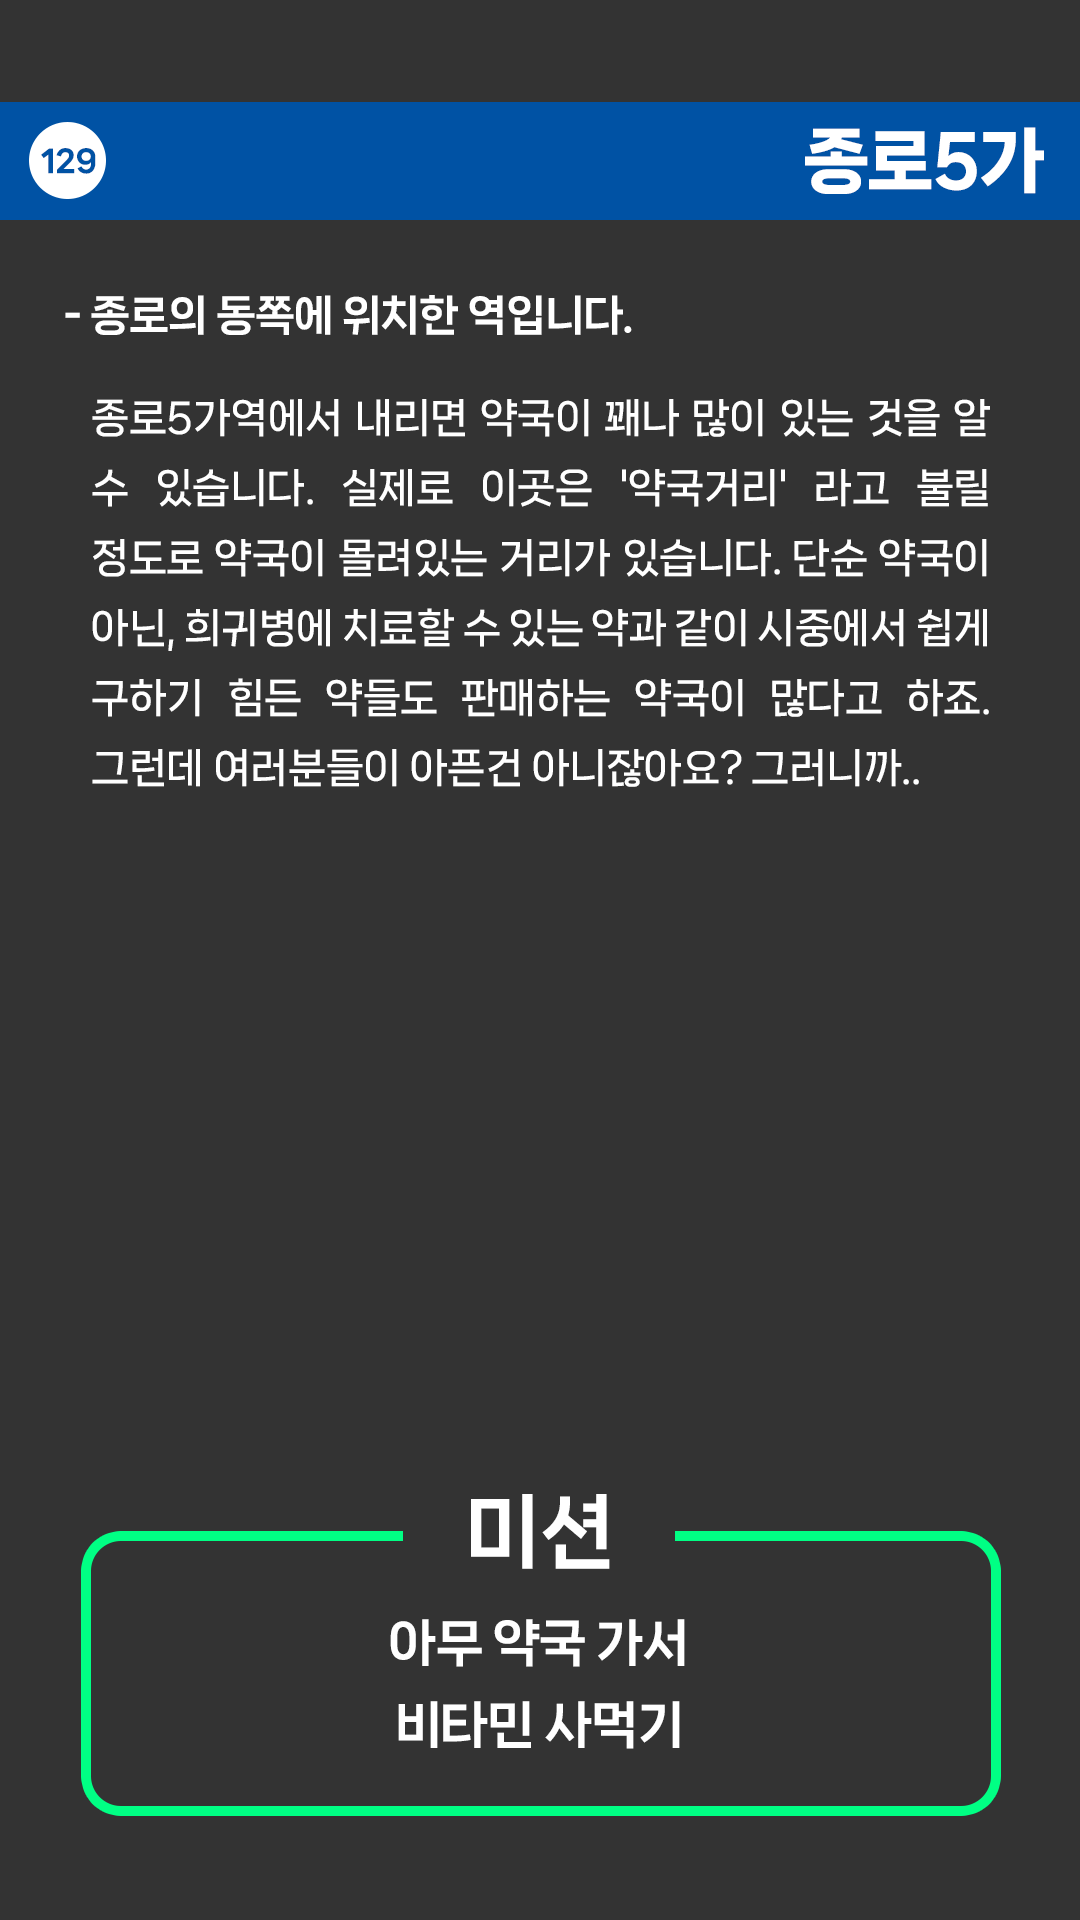 129
종로5가
- 종로의 동쪽에 위치한 역입니다.
종로5가역에서 내리면 약국이 꽤나 많이 있는 것을 알
수 있습니다. 실제로 이곳은 '약국거리' 라고 불릴
정도로 약국이 몰려있는 거리가 있습니다. 단순 약국이
아닌, 희귀병에 치료할 수 있는 약과 같이 시중에서 쉽게
구하기 힘든 약들도 판매하는 약국이 많다고 하죠.
그런데 여러분들이 아픈건 아니잖아요? 그러니까..
미션
아무 약국 가서
비타민 사먹기